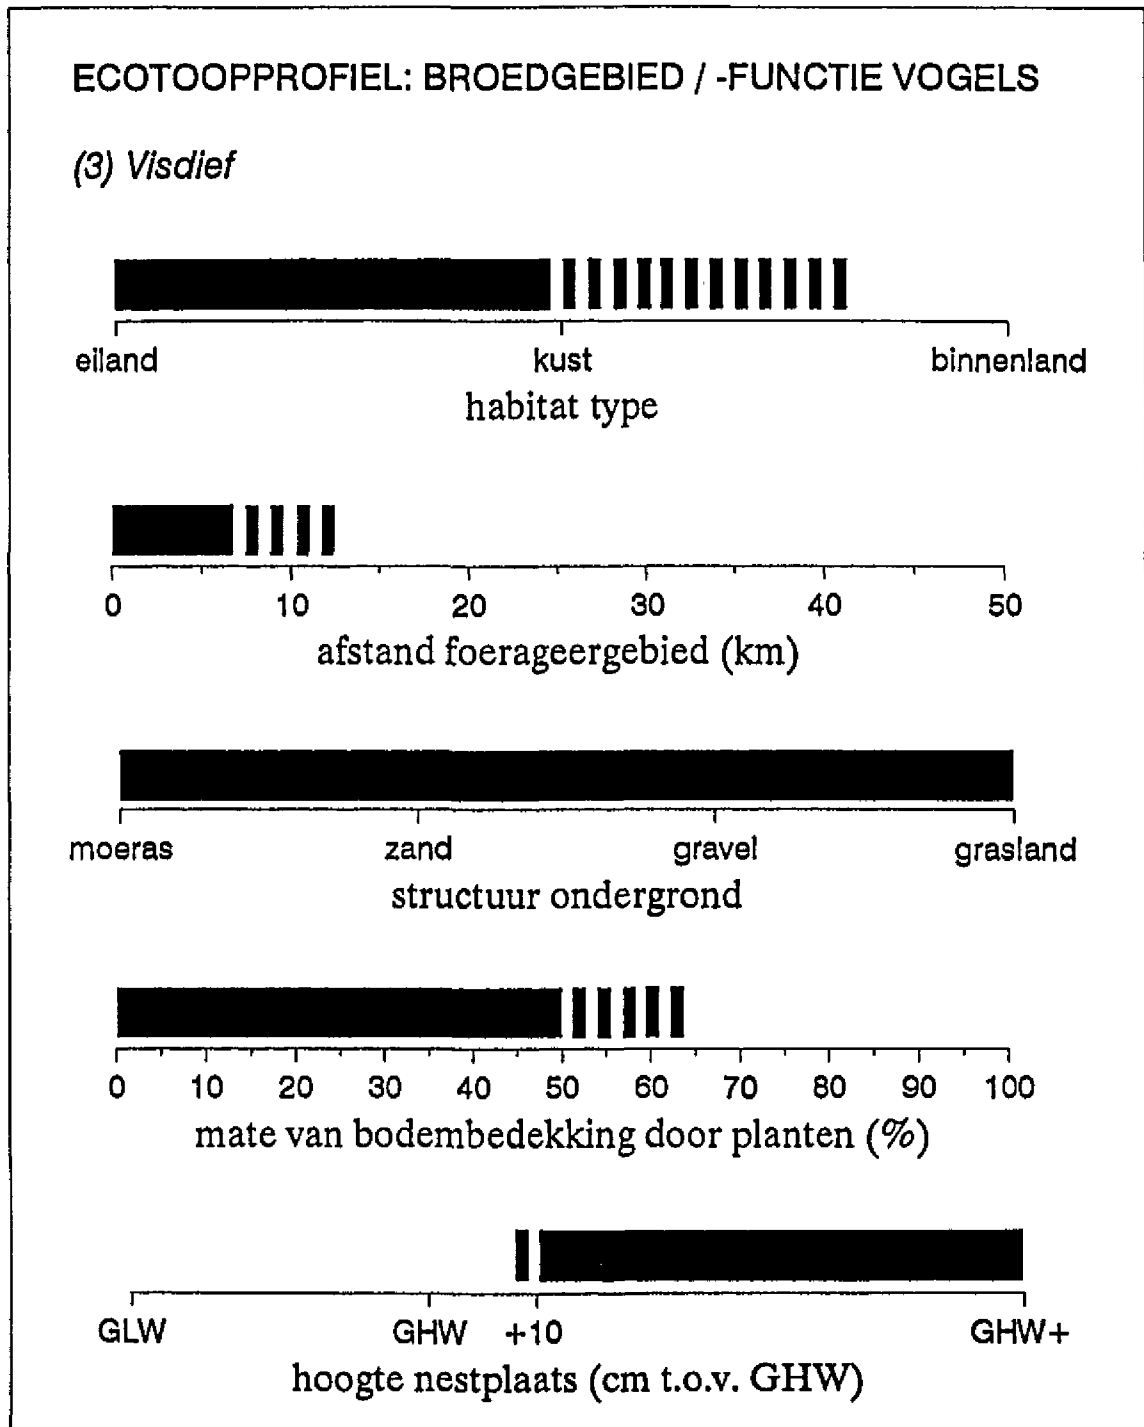 ECOTOOPPROFIEL: BROEDGEBIED / -FUNCTIE VOGELS
(3) Visdief
eiland kust binnenland
habitat type
0 10 20 30 40 50
afstand foerageergebied (km)
moeras zand gravel grasland
structuur ondergrond
0 10 20 30 40 50 60 70 80 90 100
mate van bodembedekking door planten (%)
GLW GHW +10 GHW+
hoogte nestplaats (cm t.o.v. GHW)